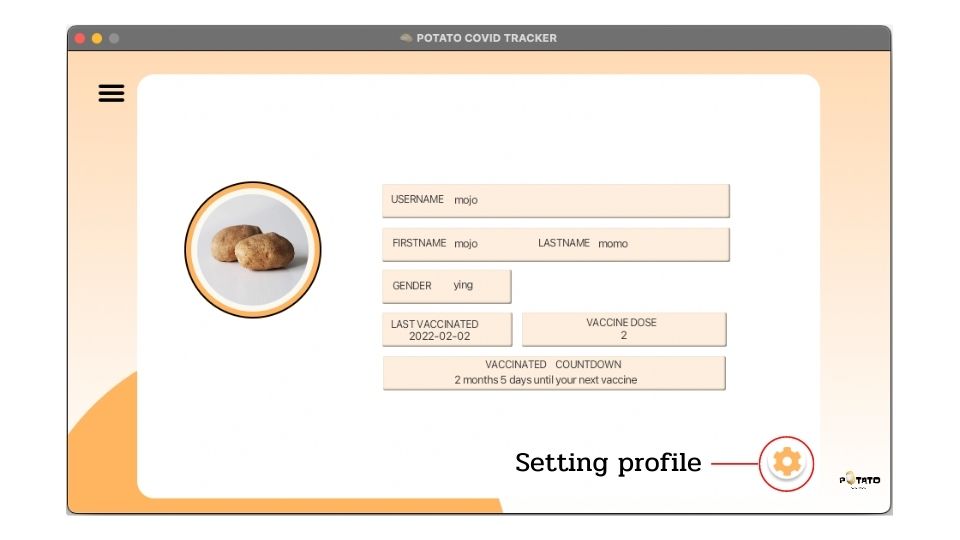 POTATO COVID TRACKER
USERNAME mojo
FIRSTNAME mojo LASTNAME momo
GENDER ying
LAST VACCINATED
2022-02-02
VACCINE DOSE
2
VACCINATED COUNTDOWN
2 months 5 days until your next vaccine
Setting profile
POTATO